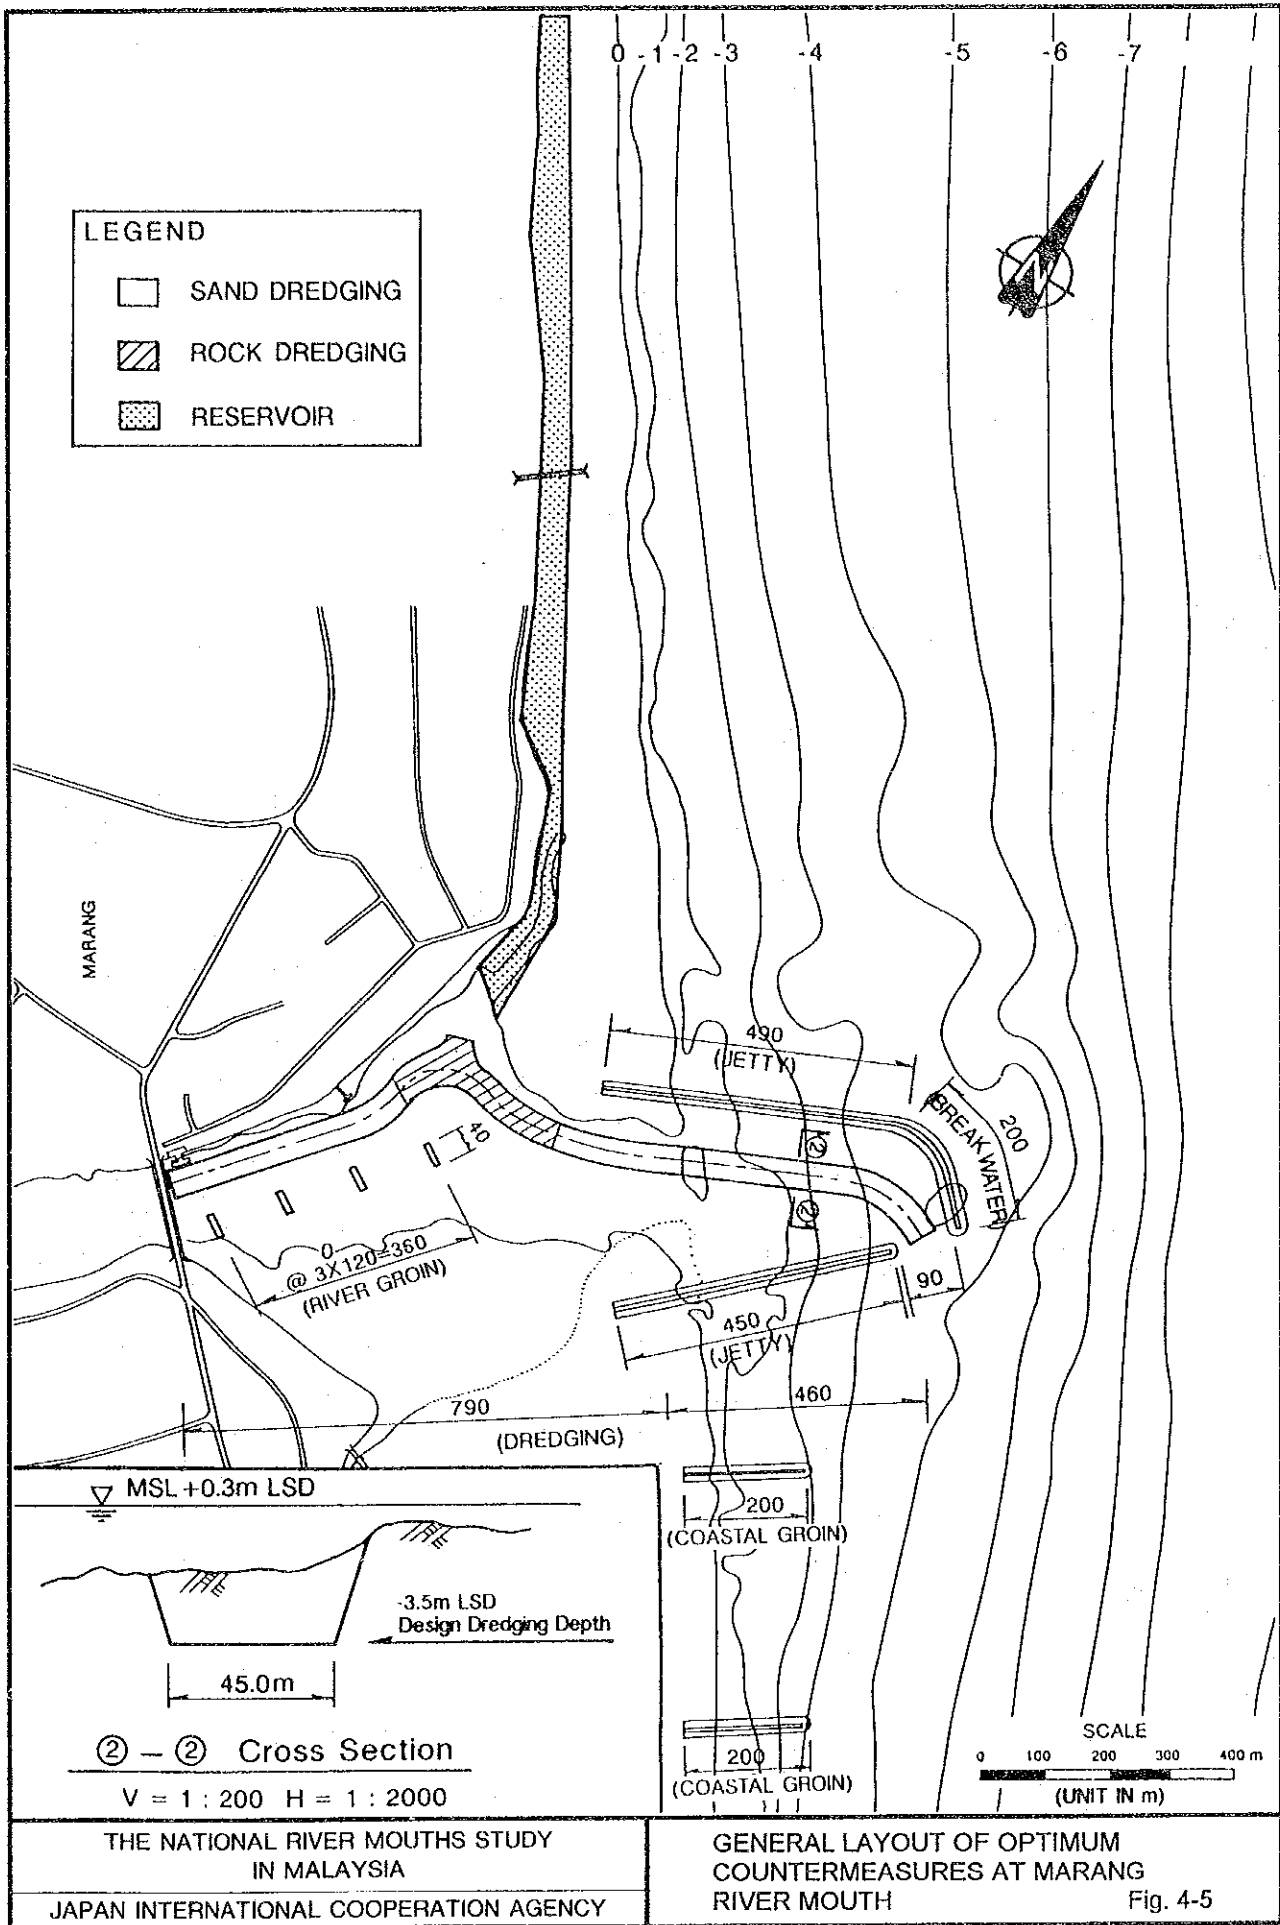 0 -1 -2 -3 -4 -5 -6 -7
N
LEGEND
SAND DREDGING
ROCK DREDGING
RESERVOIR
MARANG
490
(JETTY)
BREAK WATER)
200
40
②
②
0
@ 3X120=360
(RIVER GROIN)
90
450
(JETTY)
790
460
(DREDGING)
200
(COASTAL GROIN)
MSL +0.3m LSD
-3.5m LSD
Design Dredging Depth
45.0m
② – ② Cross Section
V = 1 : 200 H = 1 : 2000
200
(COASTAL GROIN)
SCALE
0 100 200 300 400 m
(UNIT IN m)
THE NATIONAL RIVER MOUTHS STUDY
IN MALAYSIA
JAPAN INTERNATIONAL COOPERATION AGENCY
GENERAL LAYOUT OF OPTIMUM
COUNTERMEASURES AT MARANG
RIVER MOUTH Fig. 4-5